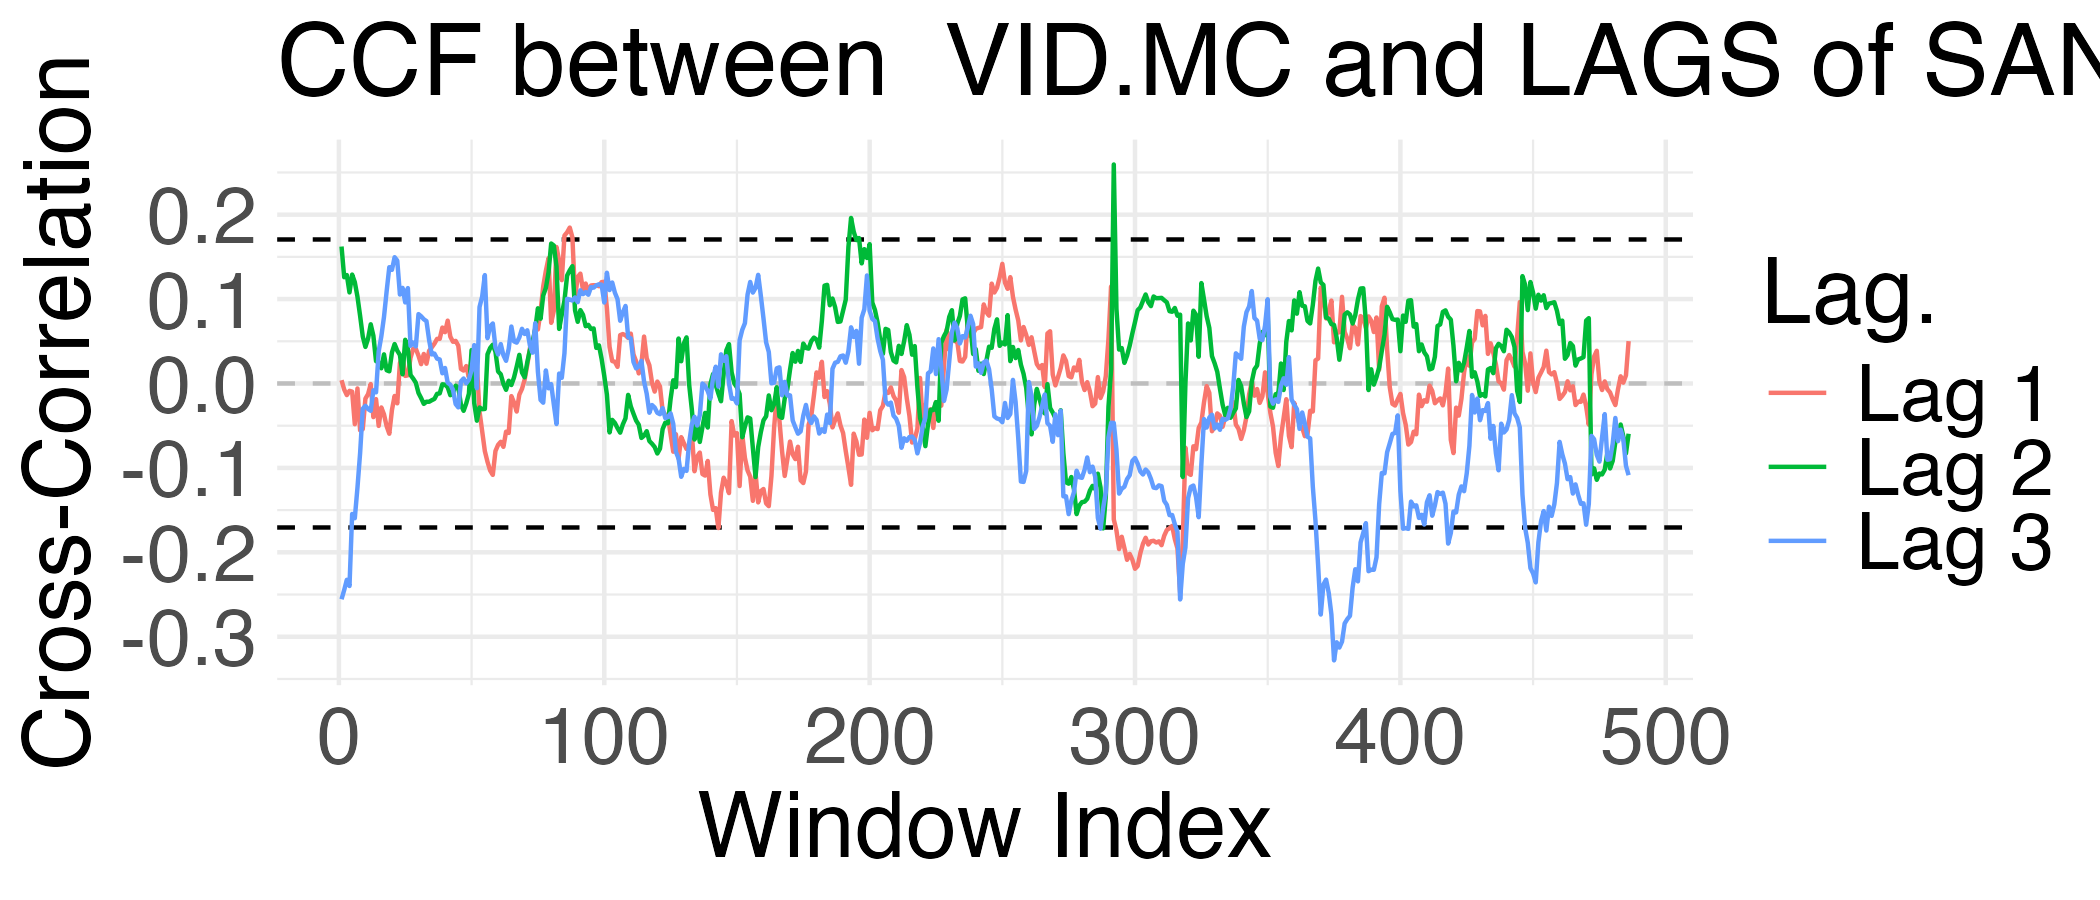 CCF between VID.MC and LAGS of SAN
Cross-Correlation
0.2
0.1
0.0
-0.1
-0.2
-0.3
0 100 200 300 400 500
Window Index
Lag.
Lag 1
Lag 2
Lag 3